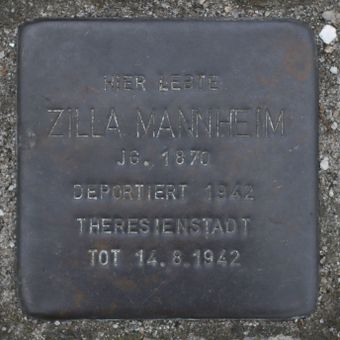 HIER LEBTE
ZILLA MANNHEIM
JG. 1870
DEPORTIERT 1942
THERESIENSTADT
TOT 14.8.1942